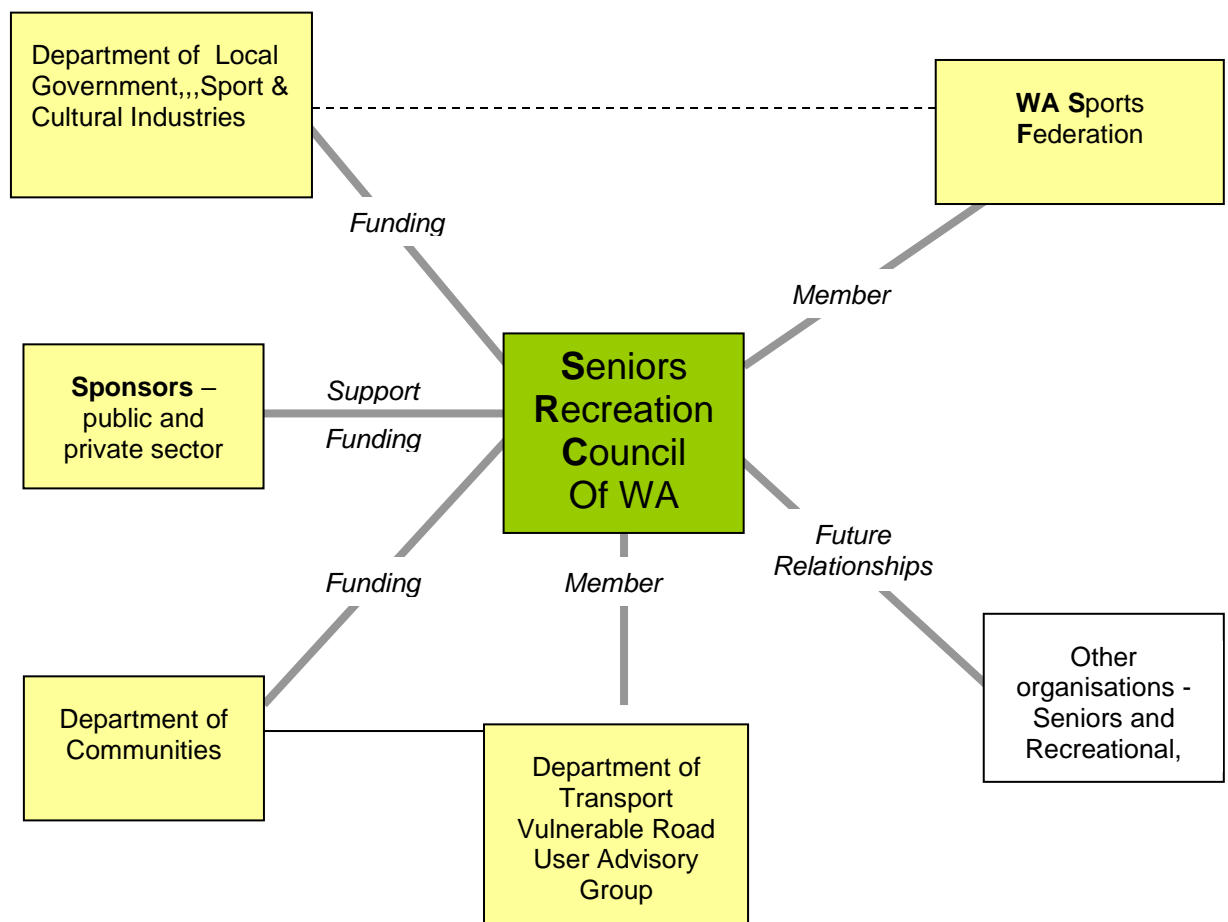 Department of Local
Government,,,Sport &
Cultural Industries
WA Sports
Federation
Funding
Member
Sponsors –
public and
private sector
Support
Funding
Seniors
Recreation
Council
Of WA
Future
Relationships
Funding
Member
Department of
Communities
Department of
Transport
Vulnerable Road
User Advisory
Group
Other
organisations -
Seniors and
Recreational,